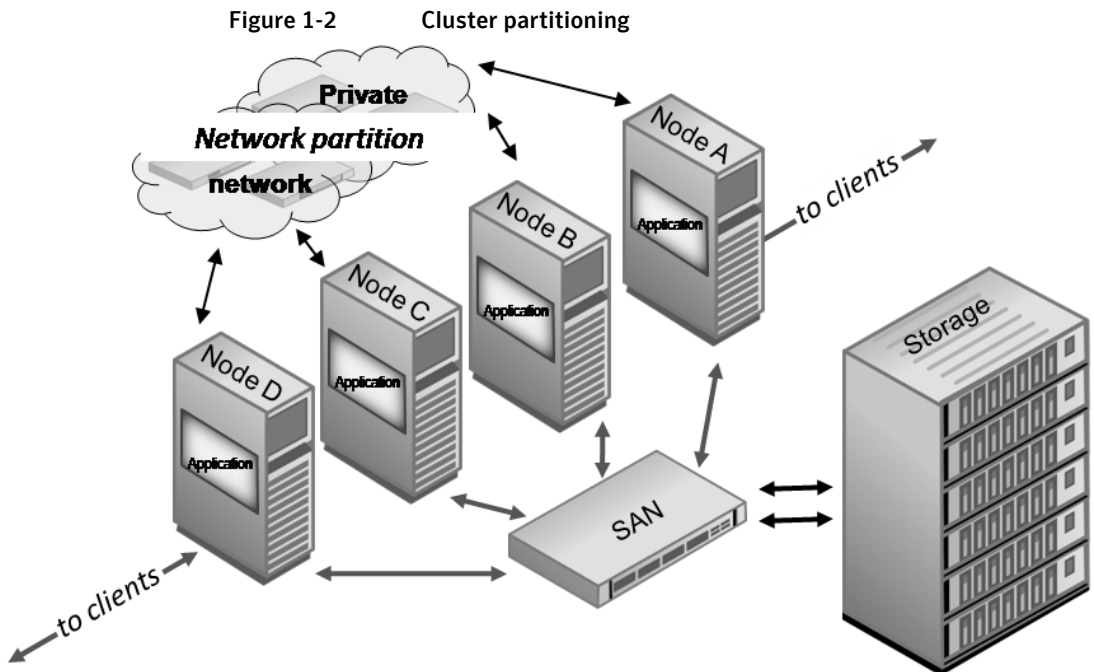 Figure 1-2 Cluster partitioning
Private
Network partition
network
Node A
Application
to clients
Node B
Application
Node C
Application
Node D
Application
Storage
SAN
to clients